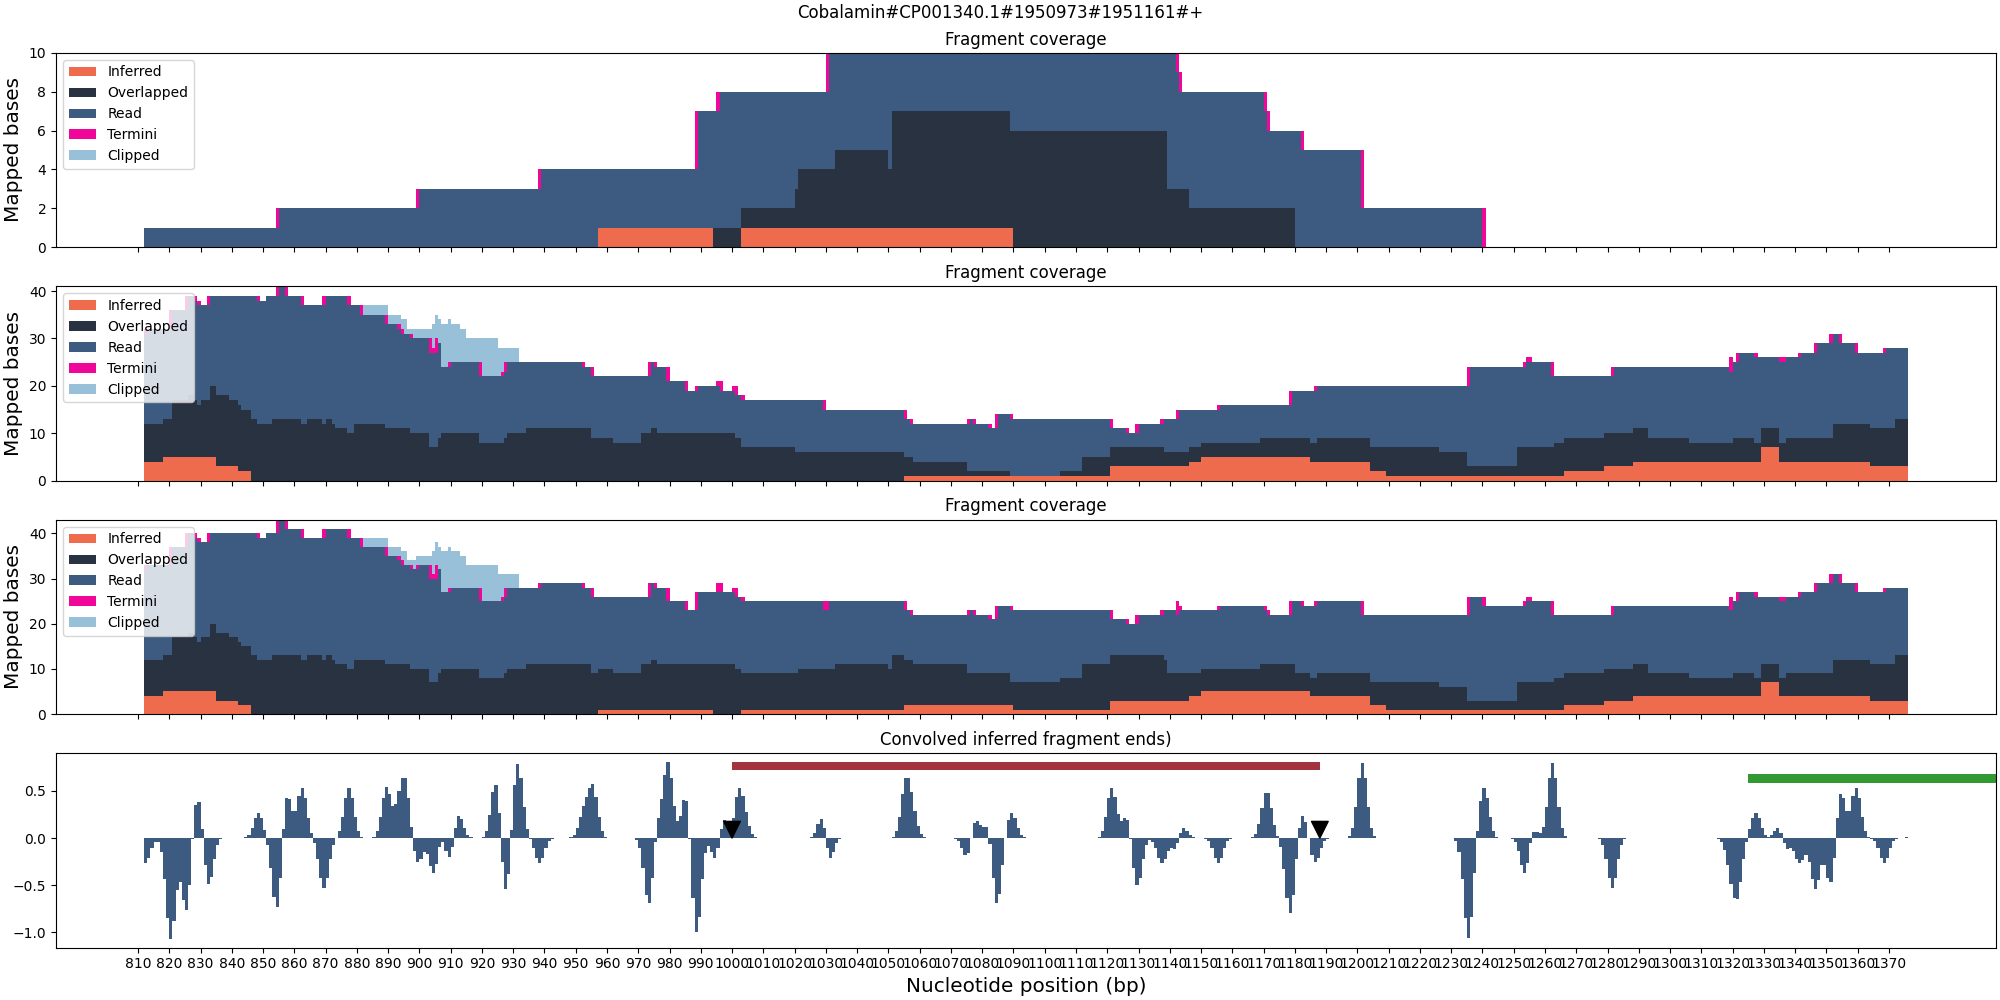 Cobalamin#CP001340.1#1950973#1951161#+
Fragment coverage
Mapped bases
10
8
6
4
2
0
Inferred
Overlapped
Read
Termini
Clipped
Fragment coverage
Mapped bases
40
30
20
10
0
Inferred
Overlapped
Read
Termini
Clipped
Fragment coverage
Mapped bases
40
30
20
10
0
Inferred
Overlapped
Read
Termini
Clipped
Convolved inferred fragment ends)
0.5
0.0
−0.5
−1.0
810 820 830 840 850 860 870 880 890 900 910 920 930 940 950 960 970 980 990 1000 1010 1020 1030 1040 1050 1060 1070 1080 1090 1100 1110 1120 1130 1140 1150 1160 1170 1180 1190 1200 1210 1220 1230 1240 1250 1260 1270 1280 1290 1300 1310 1320 1330 1340 1350 1360 1370
Nucleotide position (bp)